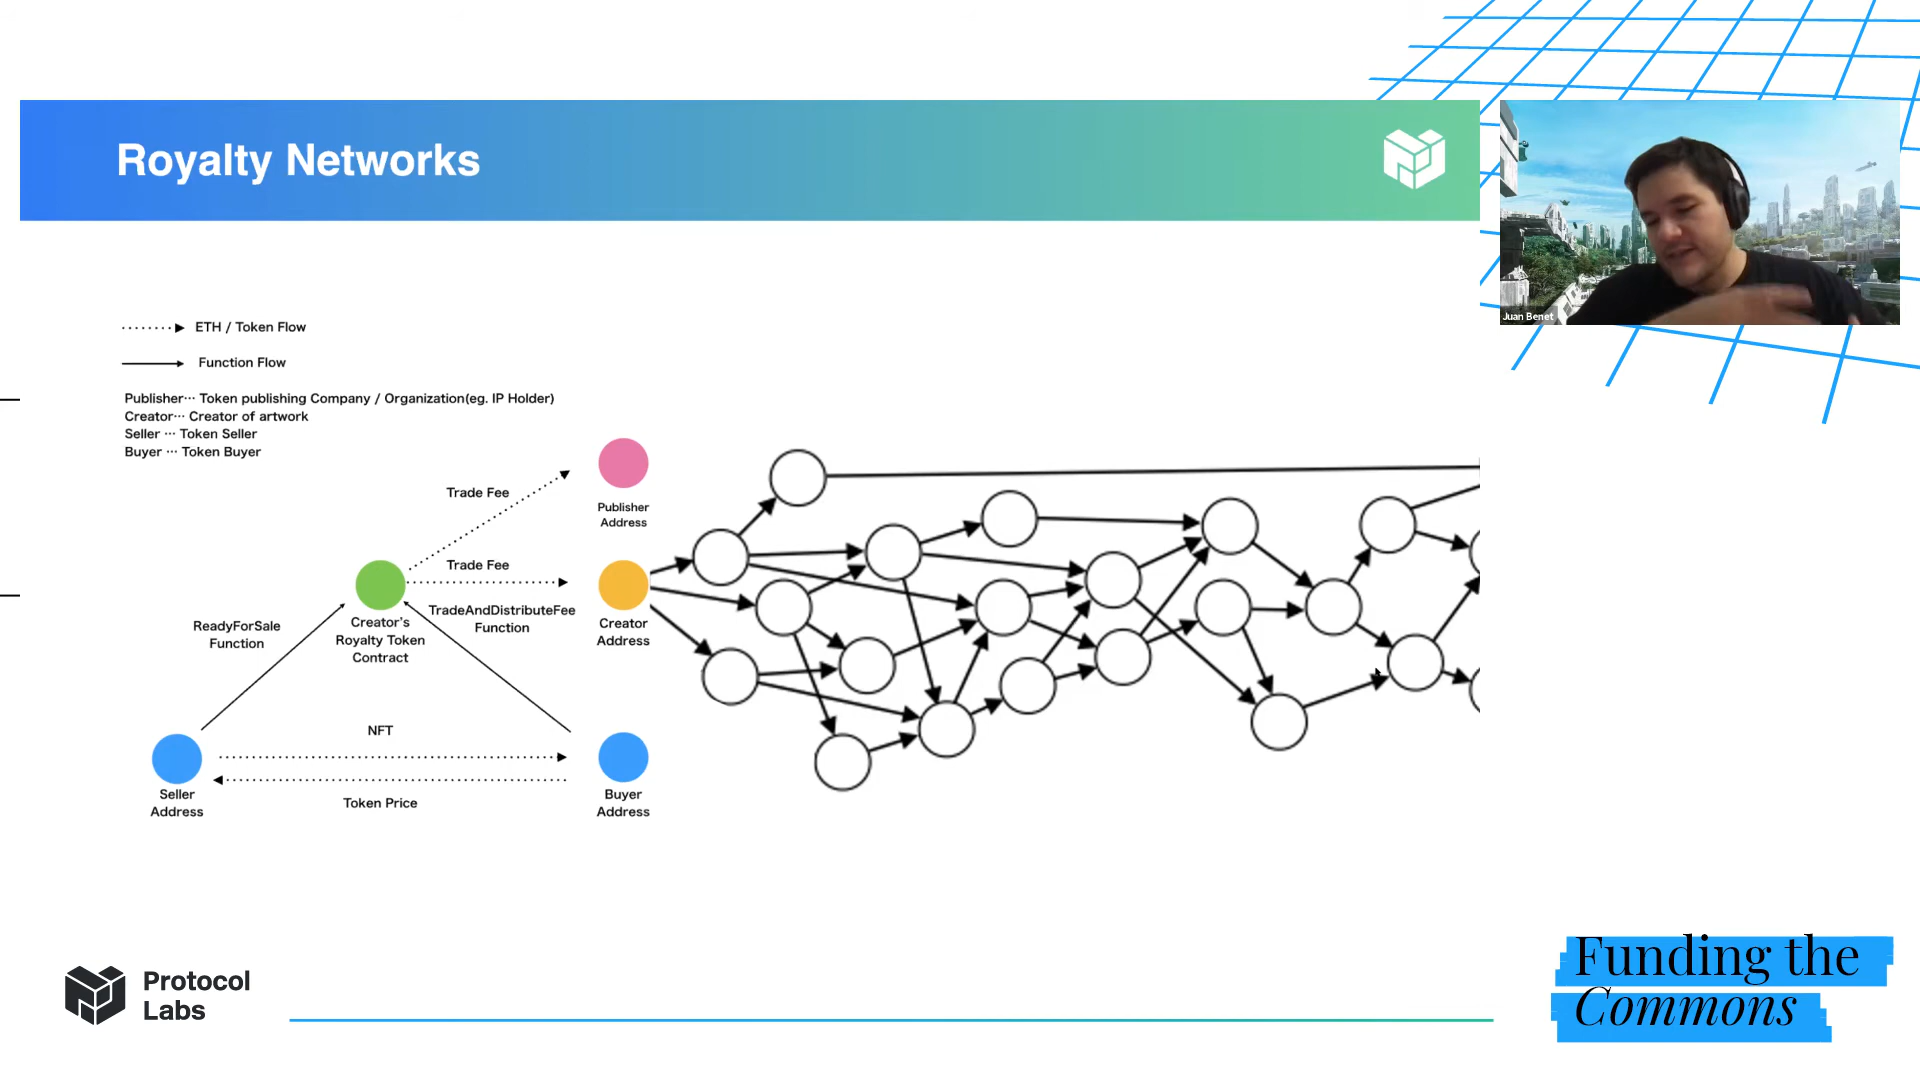 Royalty Networks
Juan Benet
ETH / Token Flow
Function Flow
Publisher··· Token publishing Company / Organization(eg. IP Holder)
Creator··· Creator of artwork
Seller ··· Token Seller
Buyer ··· Token Buyer
Trade Fee
Publisher
Address
Trade Fee
TradeAndDistributeFee
Function
Creator
Address
ReadyForSale
Function
Creator's
Royalty Token
Contract
NFT
Token Price
Seller
Address
Buyer
Address
Protocol
Labs
Funding the
Commons